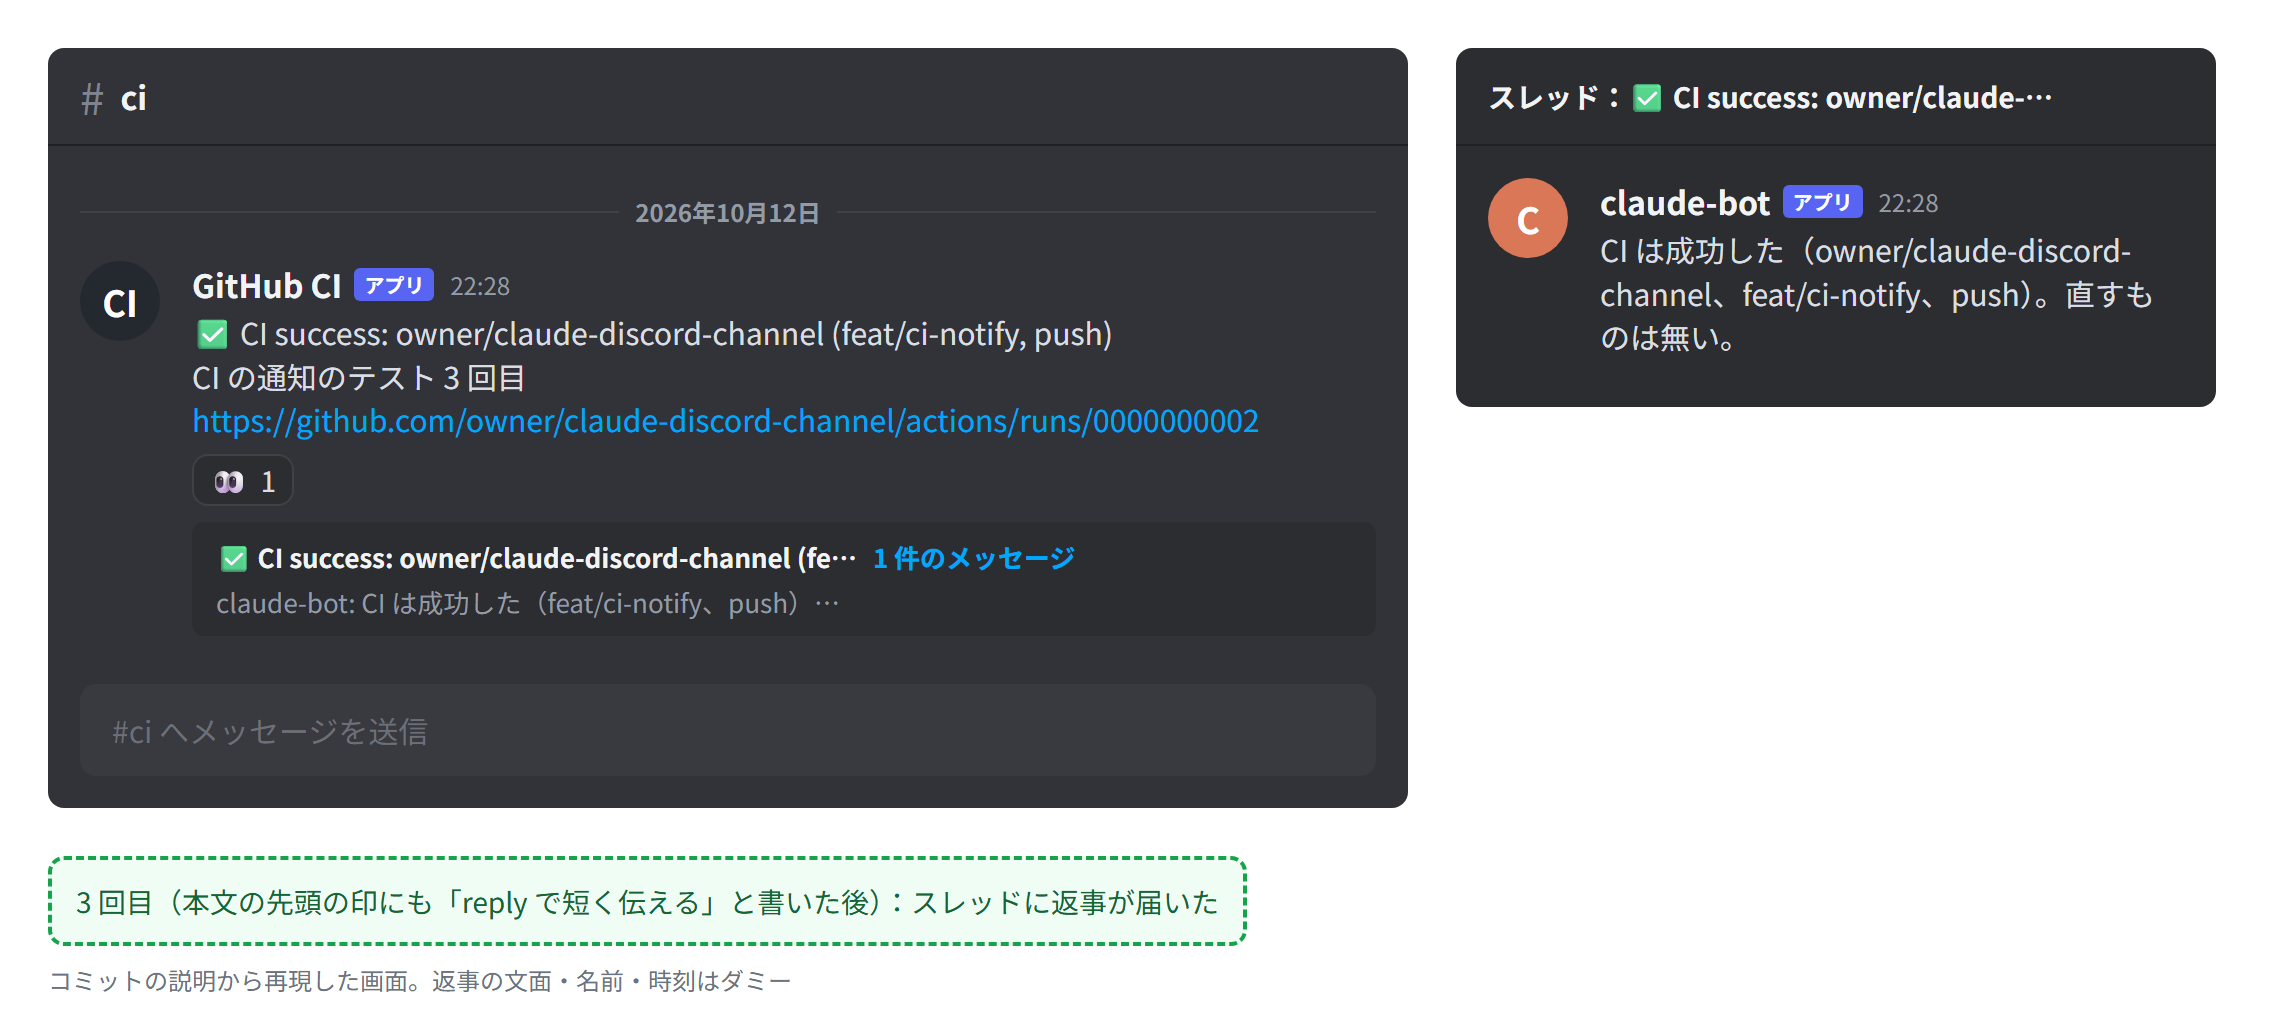 # ci
2026年10月12日
CI
GitHub CI アプリ 22:28
✅ CI success: owner/claude-discord-channel (feat/ci-notify, push)
CI の通知のテスト 3 回目
https://github.com/owner/claude-discord-channel/actions/runs/0000000002
👀 1
✅ CI success: owner/claude-discord-channel (fe… 1 件のメッセージ
claude-bot: CI は成功した（feat/ci-notify、push）…
#ci へメッセージを送信
スレッド：✅ CI success: owner/claude-…
C
claude-bot アプリ 22:28
CI は成功した（owner/claude-discord-
channel、feat/ci-notify、push）。直すも
のは無い。
3 回目（本文の先頭の印にも「reply で短く伝える」と書いた後）：スレッドに返事が届いた
コミットの説明から再現した画面。返事の文面・名前・時刻はダミー